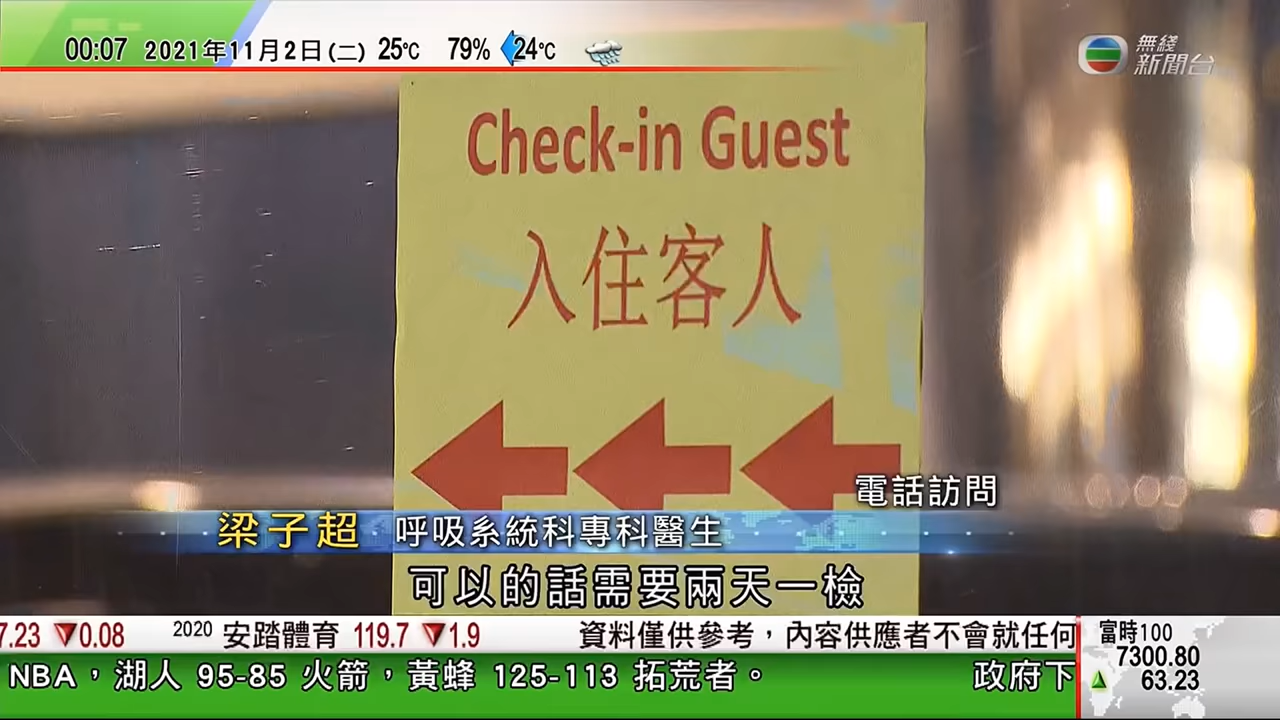 00:07 2021年11月2日(二) 25℃ 79% 24℃
無綫
新聞台
Check-in Guest
入住客人
電話訪問
梁子超 呼吸系統科專科醫生
可以的話需要兩天一檢
7.23 ▼0.08 2020 安踏體育 119.7 ▼1.9 資料僅供參考，內容供應者不會就任何
富時100
7300.80
▲ 63.23
NBA，湖人 95-85 火箭，黃蜂 125-113 拓荒者。 政府下